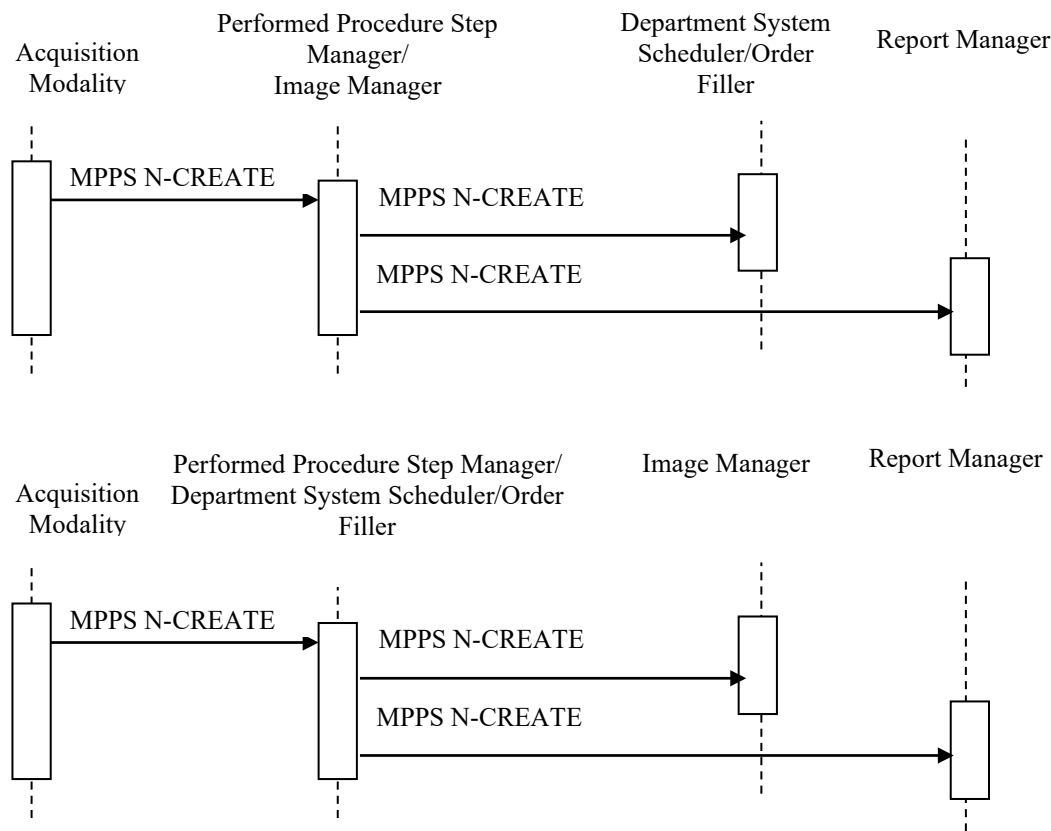 Acquisition
Modality
Performed Procedure Step
Manager/
Image Manager
Department System
Scheduler/Order
Filler
Report Manager
MPPS N-CREATE
MPPS N-CREATE
MPPS N-CREATE
Acquisition
Modality
Performed Procedure Step Manager/
Department System Scheduler/Order
Filler
Image Manager
Report Manager
MPPS N-CREATE
MPPS N-CREATE
MPPS N-CREATE